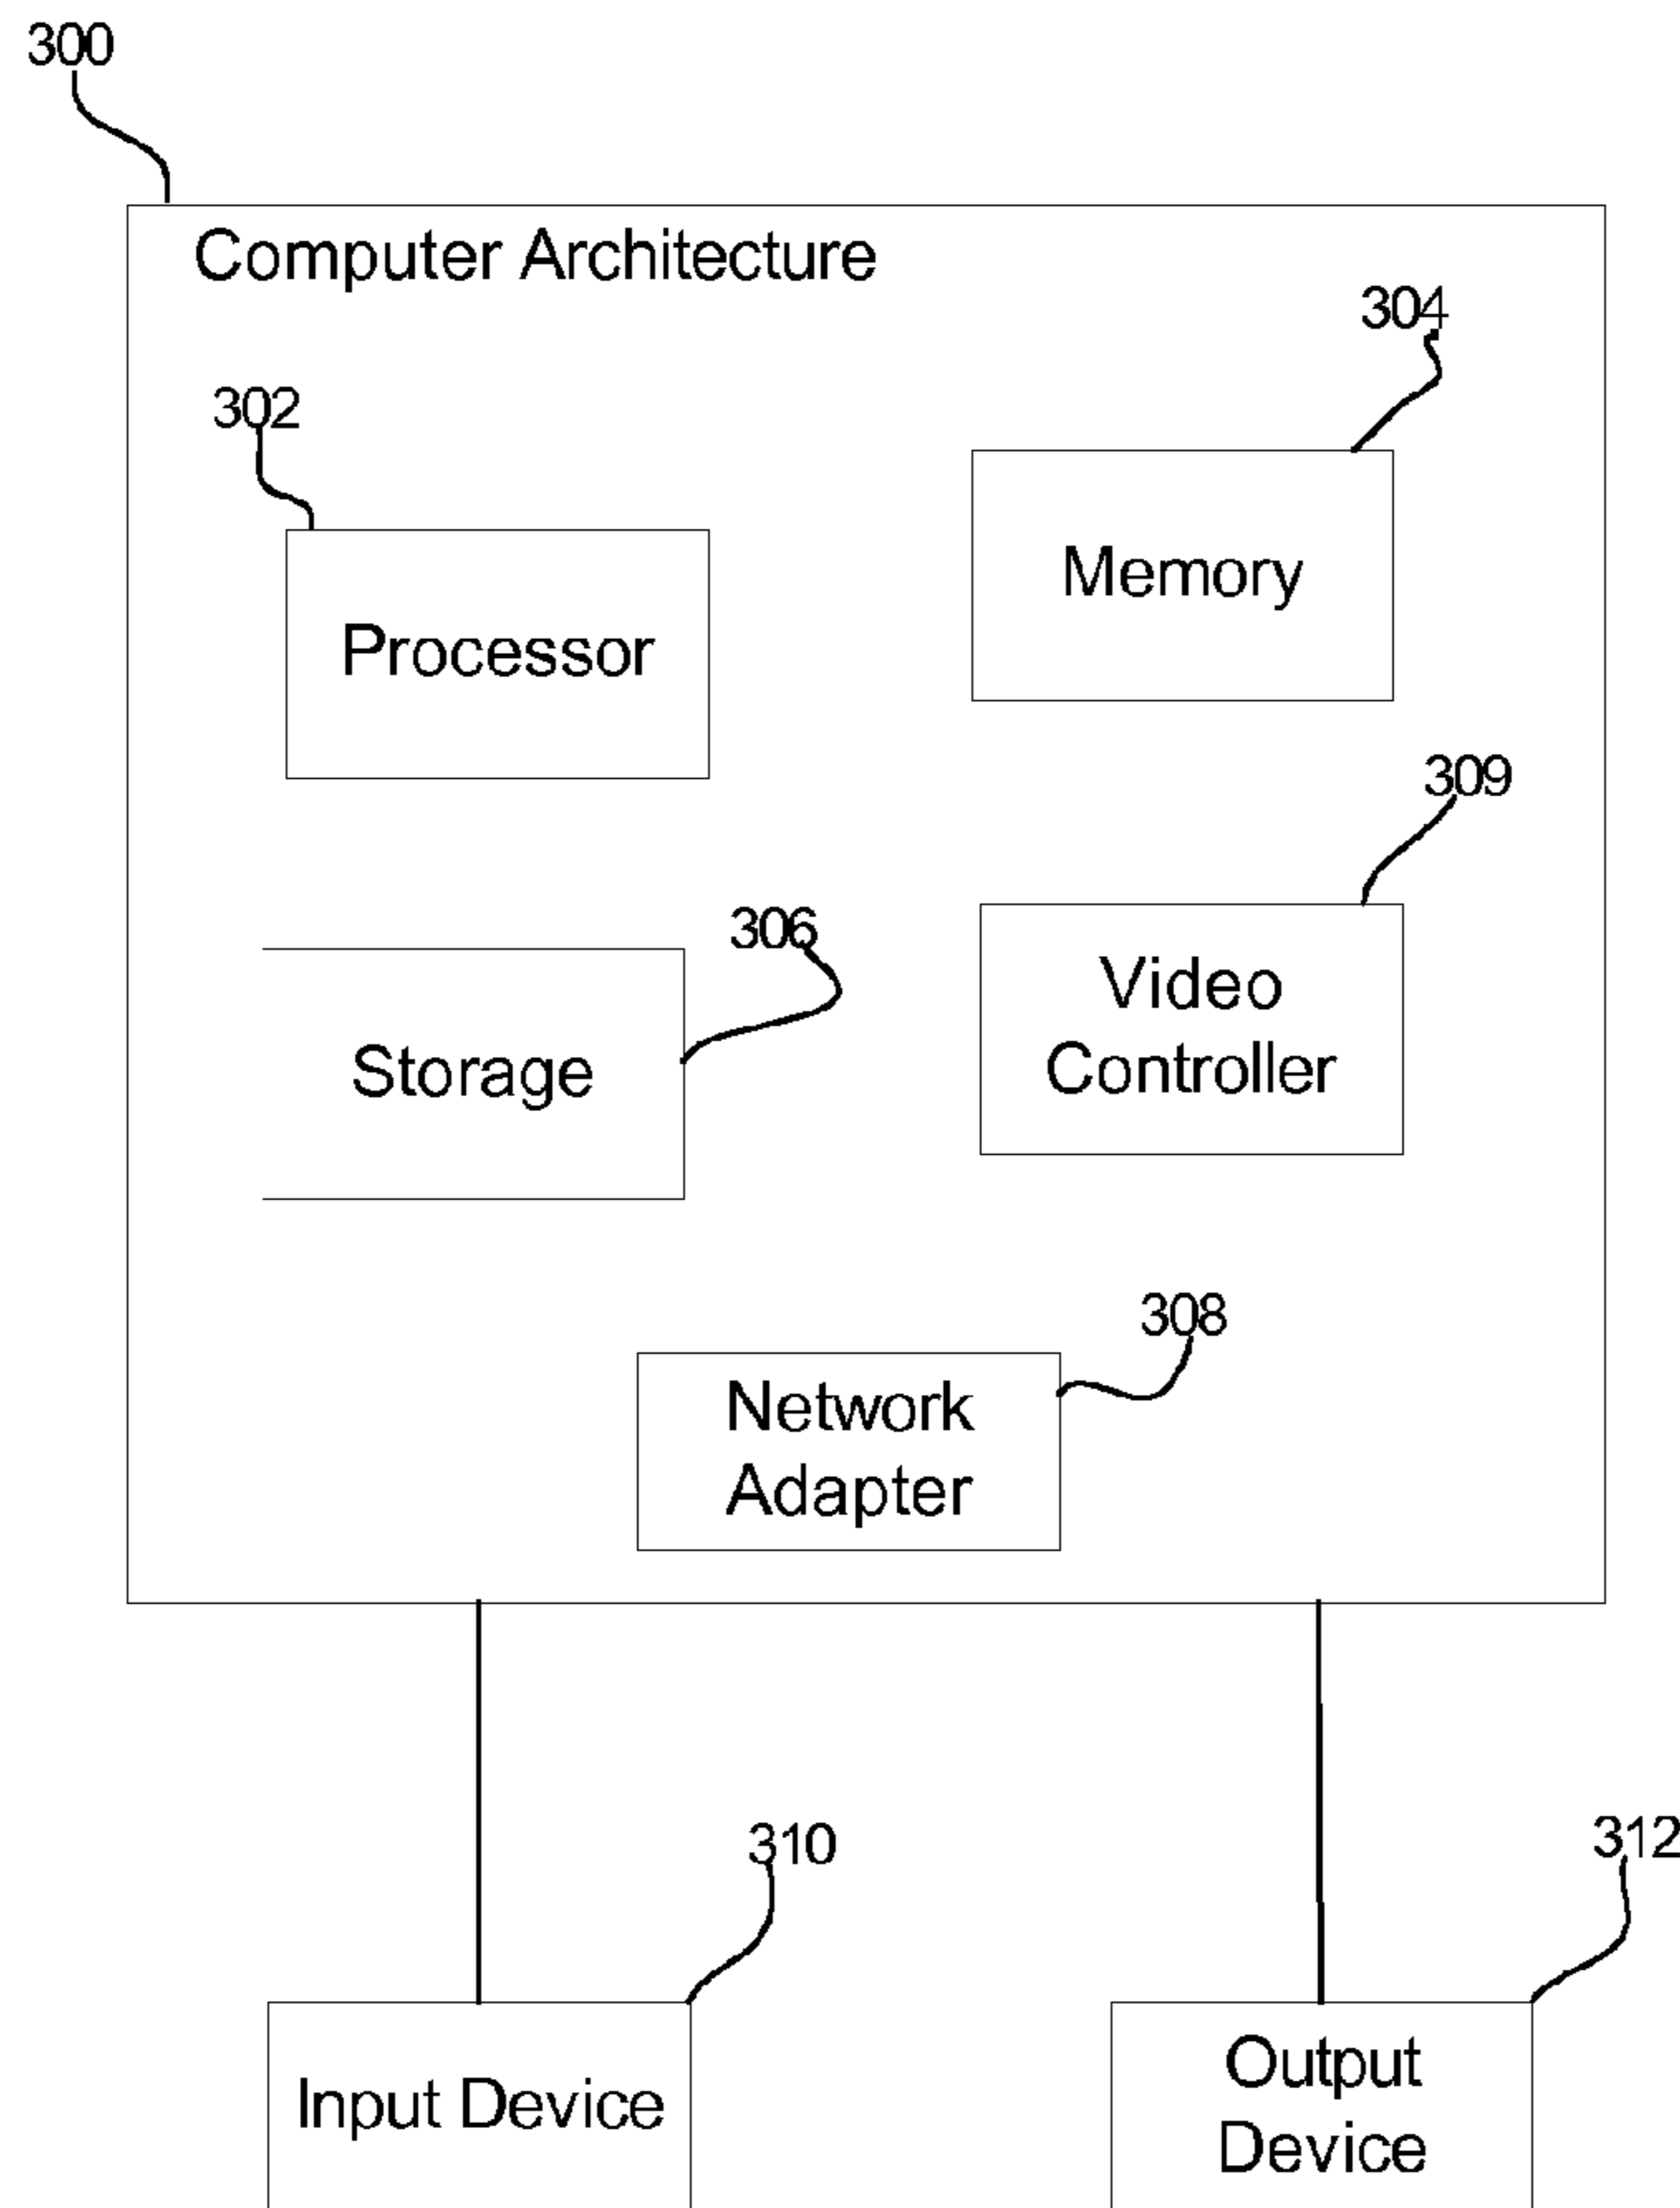 300
Computer Architecture
304
302
Memory
Processor
309
306
Video
Controller
Storage
308
Network
Adapter
310
312
Input Device
Output
Device